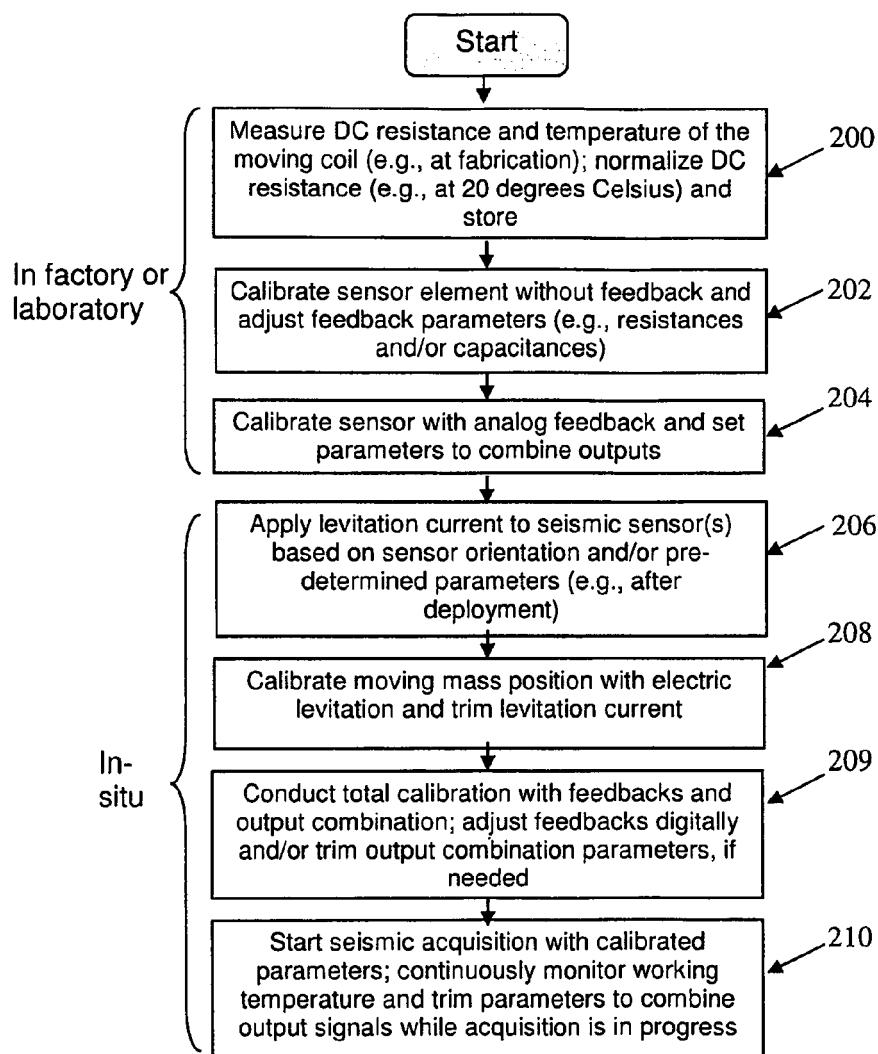 Start
In factory or
laboratory
Measure DC resistance and temperature of the
moving coil (e.g., at fabrication); normalize DC
resistance (e.g., at 20 degrees Celsius) and
store
200
Calibrate sensor element without feedback and
adjust feedback parameters (e.g., resistances
and/or capacitances)
202
Calibrate sensor with analog feedback and set
parameters to combine outputs
204
In-
situ
Apply levitation current to seismic sensor(s)
based on sensor orientation and/or pre-
determined parameters (e.g., after
deployment)
206
Calibrate moving mass position with electric
levitation and trim levitation current
208
Conduct total calibration with feedbacks and
output combination; adjust feedbacks digitally
and/or trim output combination parameters, if
needed
209
Start seismic acquisition with calibrated
parameters; continuously monitor working
temperature and trim parameters to combine
output signals while acquisition is in progress
210